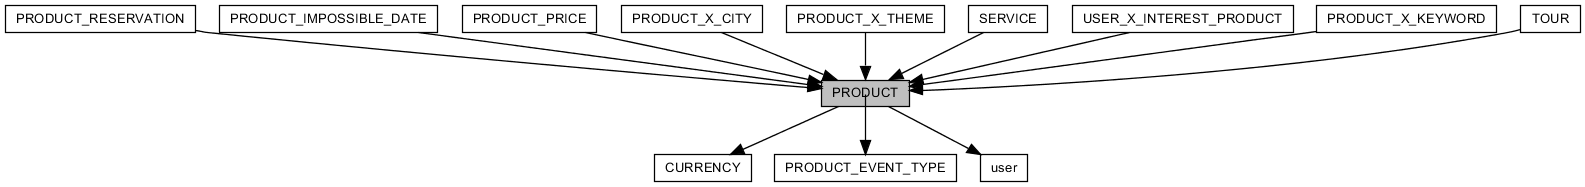 PRODUCT_RESERVATION
PRODUCT_IMPOSSIBLE_DATE
PRODUCT_PRICE
PRODUCT_X_CITY
PRODUCT_X_THEME
SERVICE
USER_X_INTEREST_PRODUCT
PRODUCT_X_KEYWORD
TOUR
PRODUCT
CURRENCY
PRODUCT_EVENT_TYPE
user